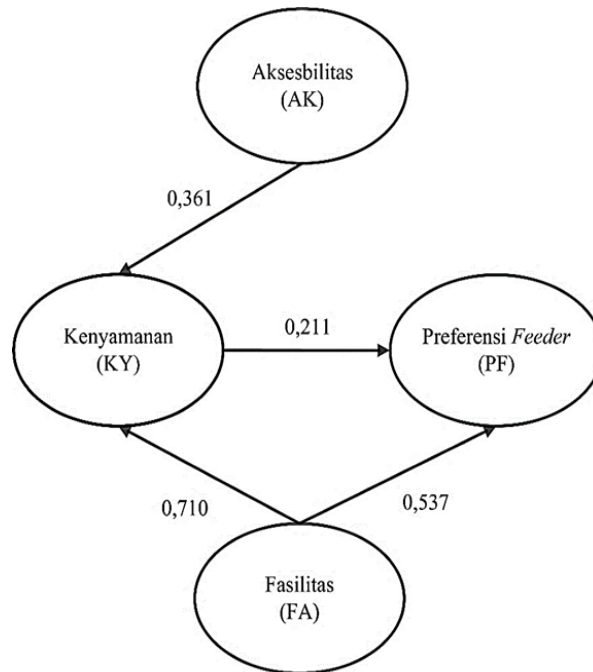 Aksesbilitas
(AK)
0,361
Kenyamanan
(KY)
0,211
Preferensi Feeder
(PF)
0,710
0,537
Fasilitas
(FA)